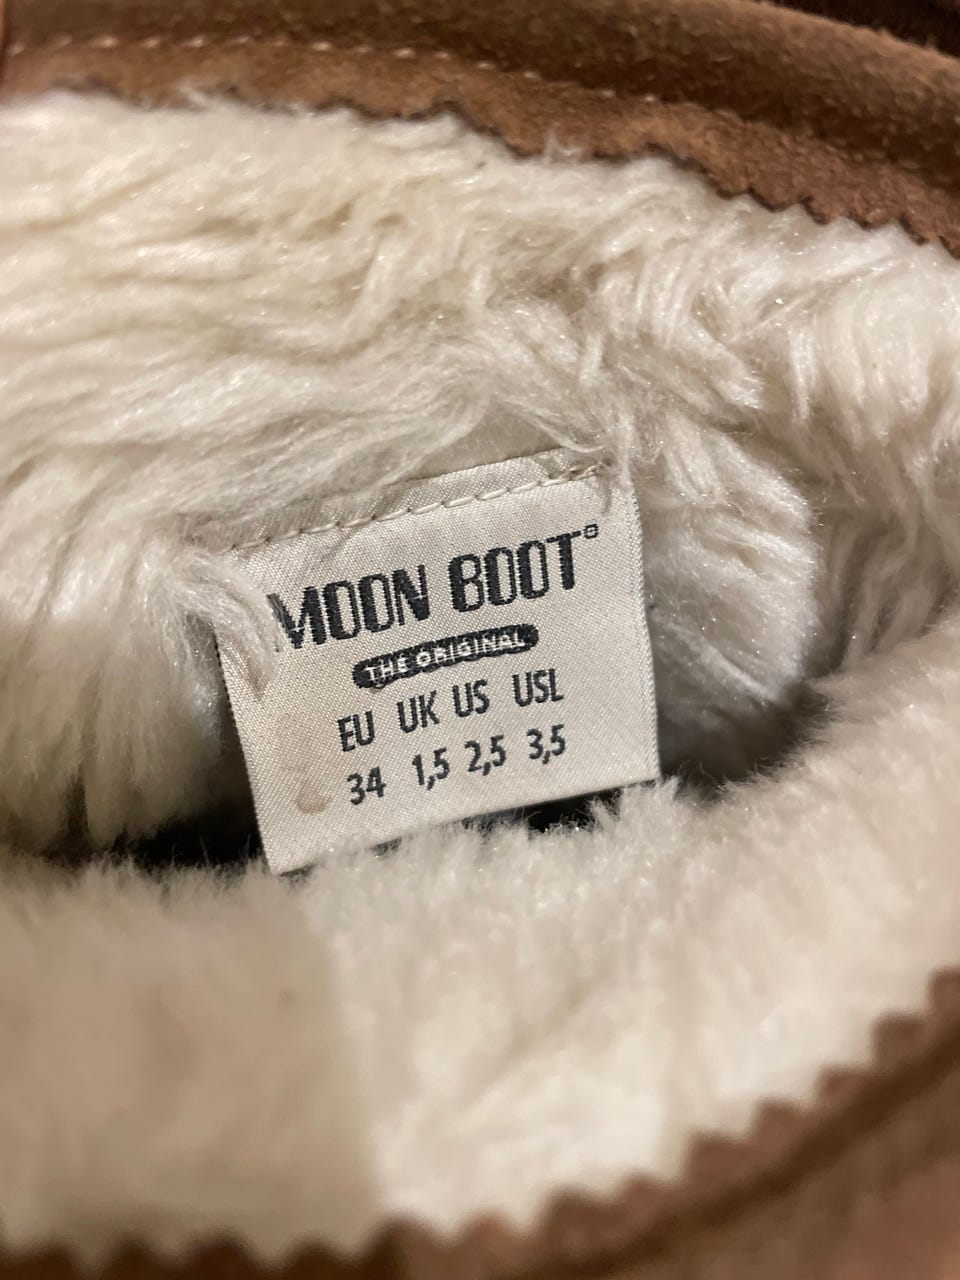 MOON BOOT®
THE ORIGINAL
EU UK US USL
34 1,5 2,5 3,5